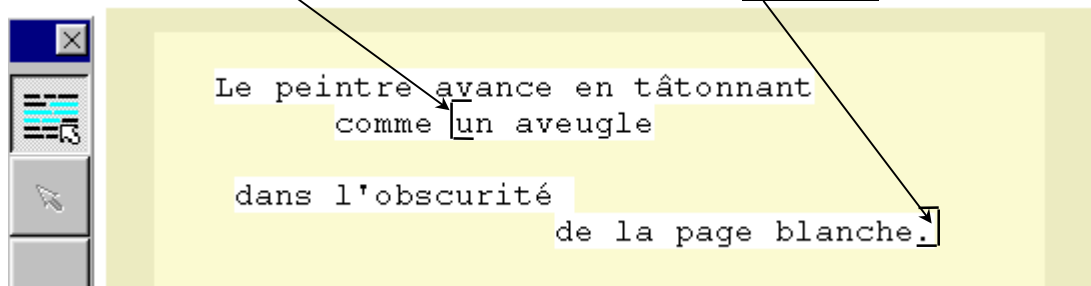 Le peintre avance en tâtonnant
comme un aveugle
dans l'obscurité
de la page blanche.